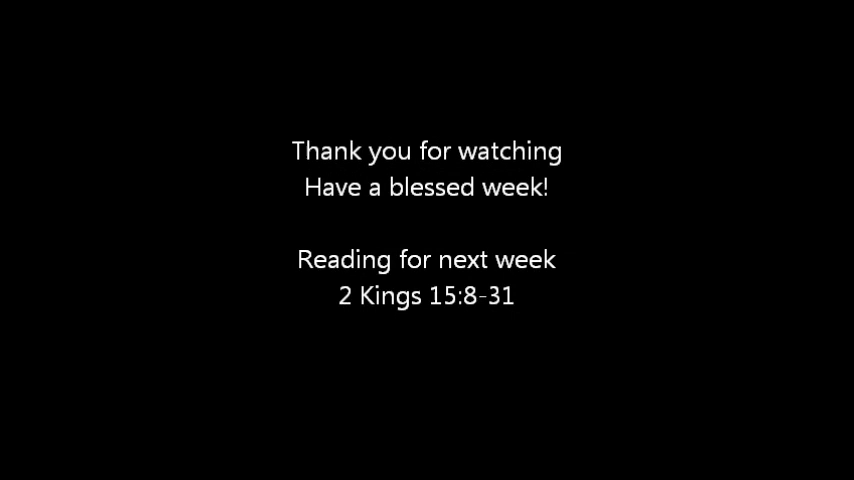 Thank you for watching
Have a blessed week!
Reading for next week
2 Kings 15:8-31